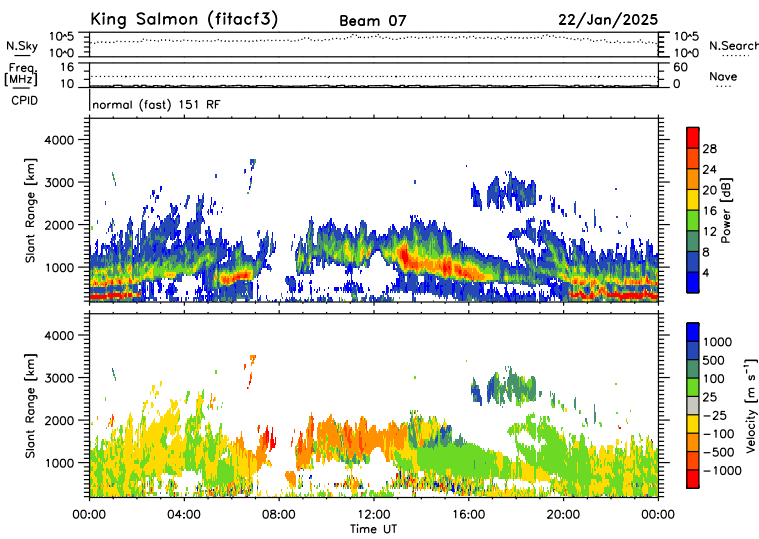 King Salmon (fitacf3) Beam 07 22/Jan/2025
N.Sky 10^5 10^0 10^5 10^0 N.Search
Freq [MHz] 16 10 60 0 Nave
CPID normal (fast) 151 RF
Slant Range [km] 4000 3000 2000 1000
Power [dB] 28 24 20 16 12 8 4
Slant Range [km] 4000 3000 2000 1000
Velocity [m s⁻¹] 1000 500 100 25 −25 −100 −500 −1000
00:00 04:00 08:00 12:00 16:00 20:00 00:00
Time UT